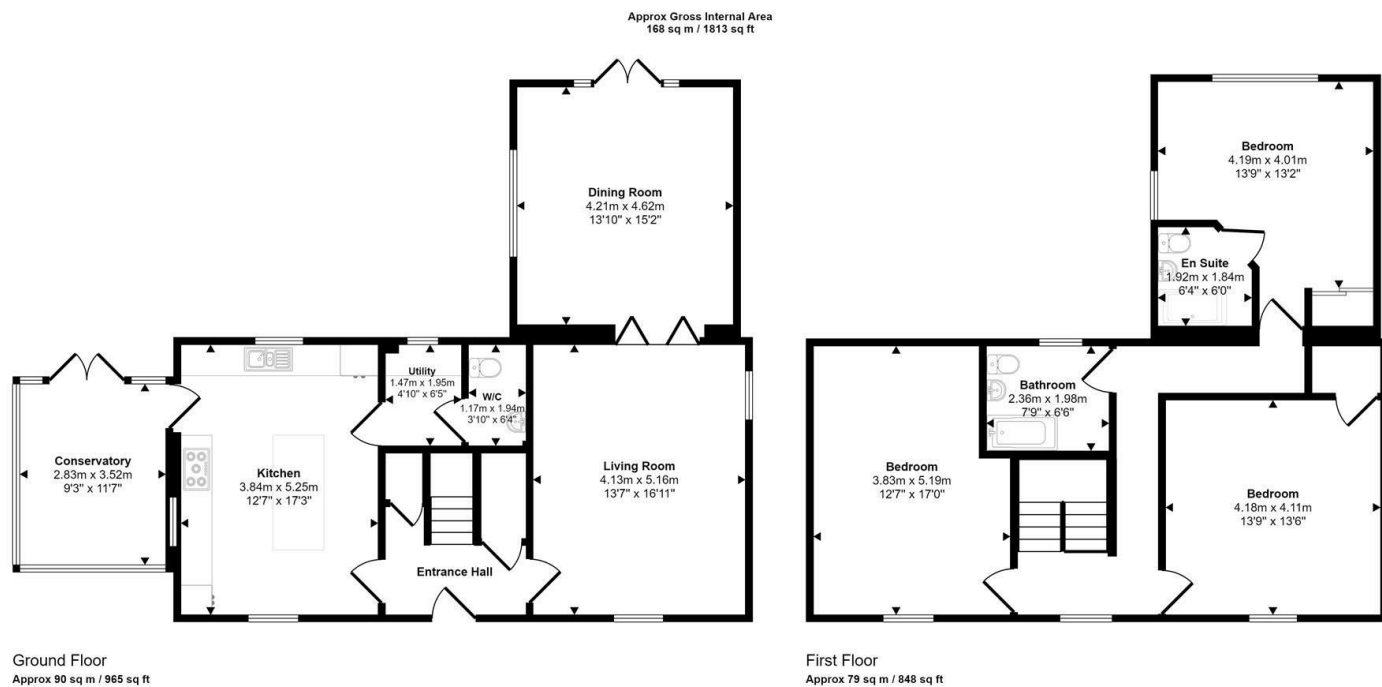 Approx Gross Internal Area
168 sq m / 1813 sq ft
Dining Room
4.21m x 4.62m
13'10" x 15'2"
Bedroom
4.19m x 4.01m
13'9" x 13'2"
En Suite
1.92m x 1.84m
6'4" x 6'0"
Utility
1.47m x 1.95m
4'10" x 6'5"
W/C
1.17m x 1.94m
3'10" x 6'4"
Conservatory
2.83m x 3.52m
9'3" x 11'7"
Kitchen
3.84m x 5.25m
12'7" x 17'3"
Living Room
4.13m x 5.16m
13'7" x 16'11"
Entrance Hall
Bathroom
2.36m x 1.98m
7'9" x 6'6"
Bedroom
3.83m x 5.19m
12'7" x 17'0"
Bedroom
4.18m x 4.11m
13'9" x 13'6"
Ground Floor
Approx 90 sq m / 965 sq ft
First Floor
Approx 79 sq m / 848 sq ft